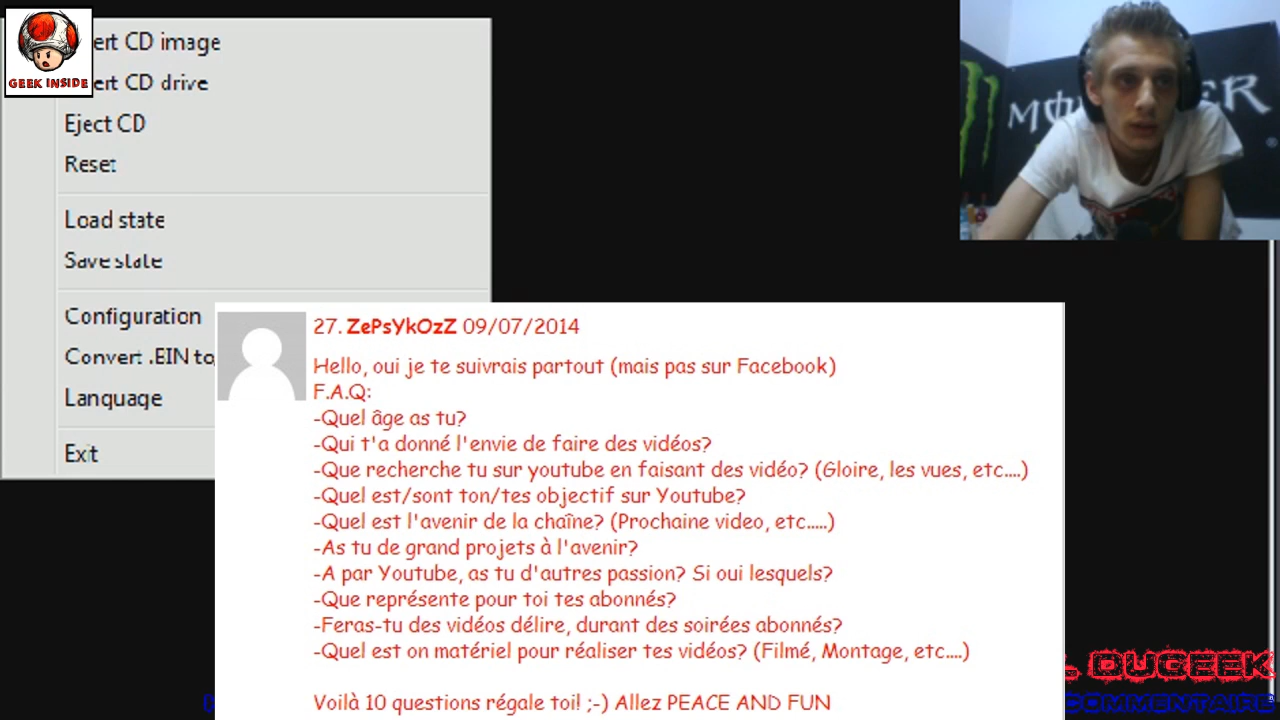 ert CD image
ert CD drive
Eject CD
Reset
Load state
Save state
Configuration
Convert .BIN to
Language
Exit
GEEK INSIDE
27. ZePsYkOzZ 09/07/2014
Hello, oui je te suivrais partout (mais pas sur Facebook)
F.A.Q:
-Quel âge as tu?
-Qui t'a donné l'envie de faire des vidéos?
-Que recherche tu sur youtube en faisant des vidéo? (Gloire, les vues, etc....)
-Quel est/sont ton/tes objectif sur Youtube?
-Quel est l'avenir de la chaîne? (Prochaine video, etc.....)
-As tu de grand projets à l'avenir?
-A par Youtube, as tu d'autres passion? Si oui lesquels?
-Que représente pour toi tes abonnés?
-Feras-tu des vidéos délire, durant des soirées abonnés?
-Quel est on matériel pour réaliser tes vidéos? (Filmé, Montage, etc....)
Voilà 10 questions régale toi! ;-) Allez PEACE AND FUN
DUGEEK
COMMENTAIRE